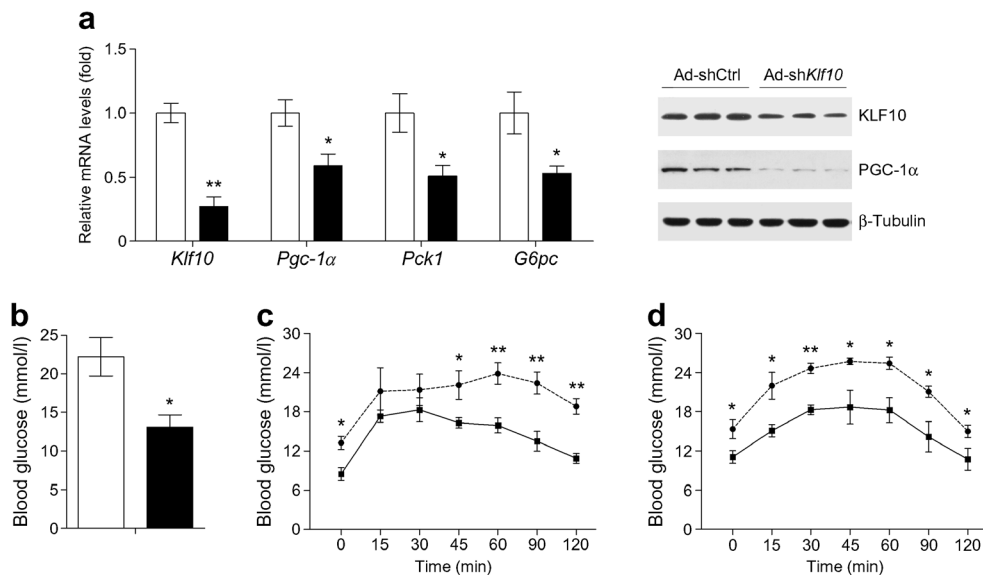 a
Relative mRNA levels (fold)
1.5
1.0
0.5
0
**
*
*
*
Klf10 Pgc-1α Pck1 G6pc
Ad-shCtrl Ad-shKlf10
KLF10
PGC-1α
β-Tubulin
b
Blood glucose (mmol/l)
25
20
15
10
5
0
*
c
Blood glucose (mmol/l)
30
24
18
12
6
0
* * ** ** **
0 15 30 45 60 90 120
Time (min)
d
Blood glucose (mmol/l)
30
24
18
12
6
0
* * ** * * * *
0 15 30 45 60 90 120
Time (min)